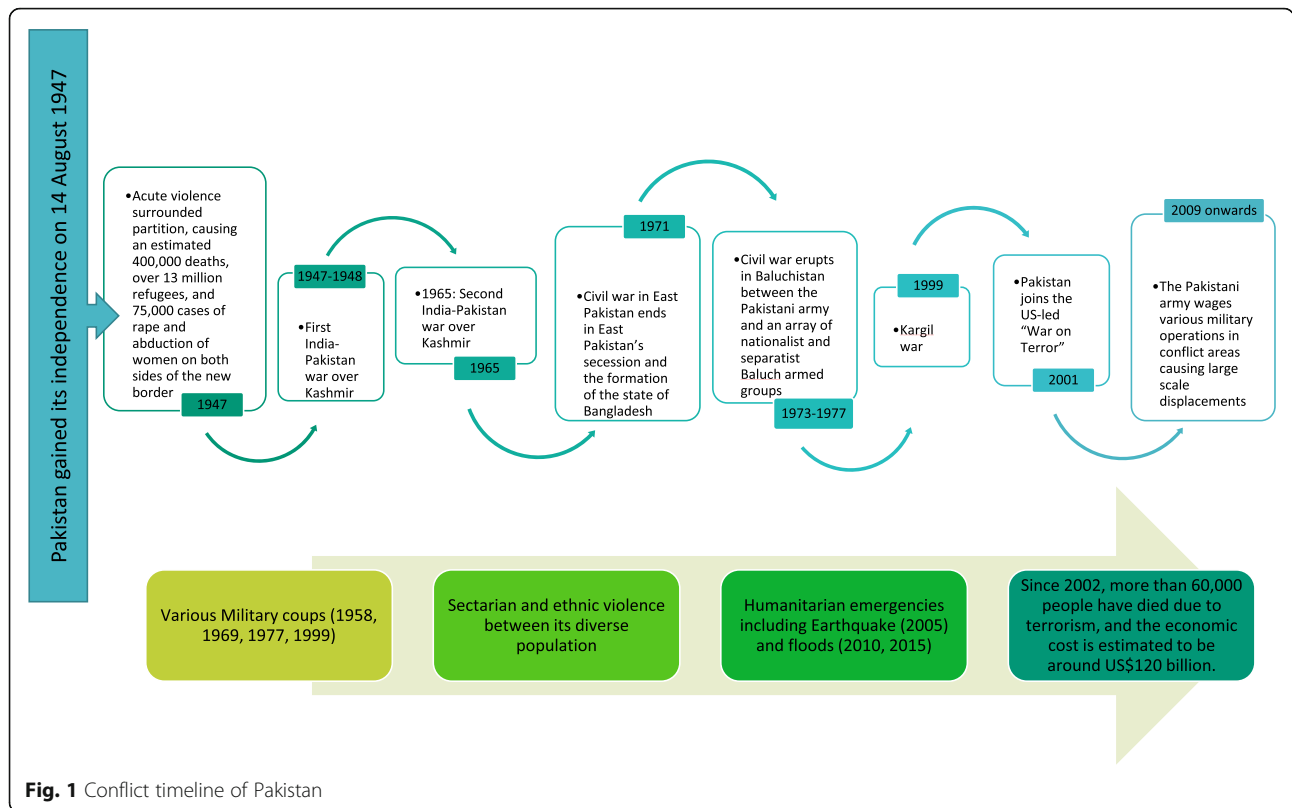 Pakistan gained its independence on 14 August 1947
•Acute violence
surrounded
partition, causing
an estimated
400,000 deaths,
over 13 million
refugees, and
75,000 cases of
rape and
abduction of
women on both
sides of the new
border
1947
1947-1948
•First
India-
Pakistan
war over
Kashmir
•1965: Second
India-Pakistan
war over
Kashmir
1965
1971
•Civil war in East
Pakistan ends in
East
Pakistan's
secession and
the formation
of the state of
Bangladesh
•Civil war erupts
in Baluchistan
between the
Pakistani army
and an array of
nationalist and
separatist
Baluch armed
groups
1973-1977
1999
•Kargil
war
•Pakistan
joins the
US-led
“War on
Terror”
2001
2009 onwards
•The Pakistani
army wages
various military
operations in
conflict areas
causing large
scale
displacements
Various Military coups (1958,
1969, 1977, 1999)
Sectarian and ethnic violence
between its diverse
population
Humanitarian emergencies
including Earthquake (2005)
and floods (2010, 2015)
Since 2002, more than 60,000
people have died due to
terrorism, and the economic
cost is estimated to be
around US$120 billion.
Fig. 1 Conflict timeline of Pakistan